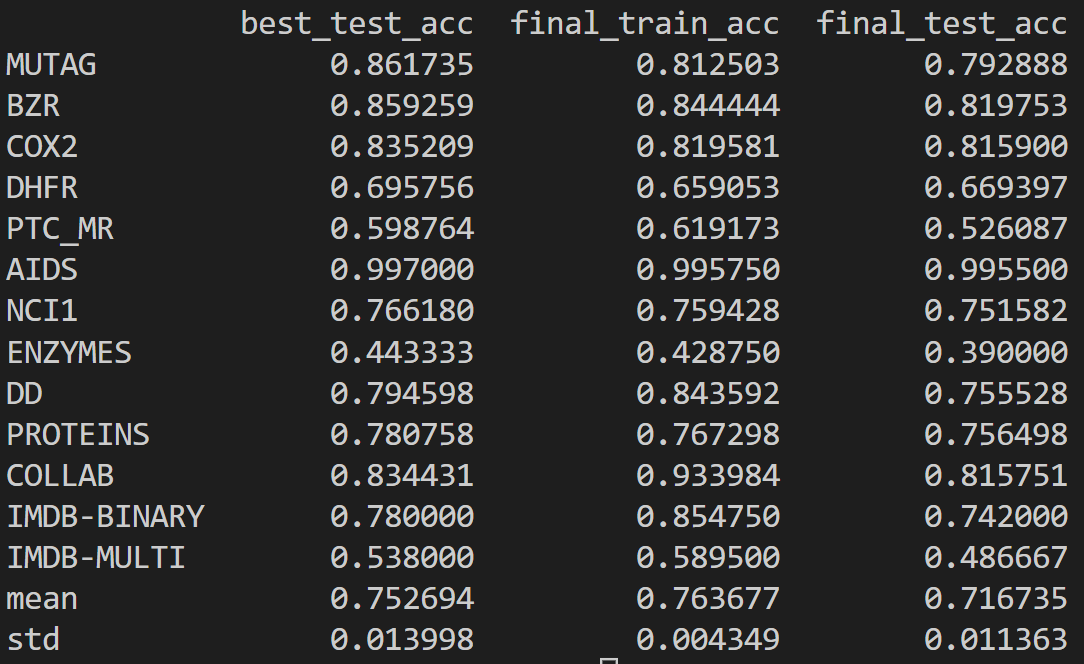 best_test_acc final_train_acc final_test_acc
MUTAG 0.861735 0.812503 0.792888
BZR 0.859259 0.844444 0.819753
COX2 0.835209 0.819581 0.815900
DHFR 0.695756 0.659053 0.669397
PTC_MR 0.598764 0.619173 0.526087
AIDS 0.997000 0.995750 0.995500
NCI1 0.766180 0.759428 0.751582
ENZYMES 0.443333 0.428750 0.390000
DD 0.794598 0.843592 0.755528
PROTEINS 0.780758 0.767298 0.756498
COLLAB 0.834431 0.933984 0.815751
IMDB-BINARY 0.780000 0.854750 0.742000
IMDB-MULTI 0.538000 0.589500 0.486667
mean 0.752694 0.763677 0.716735
std 0.013998 0.004349 0.011363